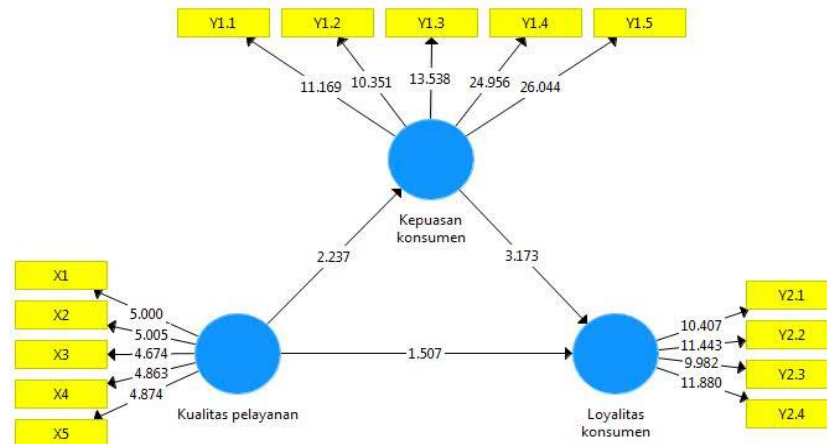 Y1.1 Y1.2 Y1.3 Y1.4 Y1.5
11.169 10.351 13.538 24.956 26.044
Kepuasan
konsumen
2.237 3.173
X1
X2
X3
X4
X5
5.000
5.005
4.674
4.863
4.874
Kualitas pelayanan
1.507
Y2.1
Y2.2
Y2.3
Y2.4
10.407
11.443
9.982
11.880
Loyalitas
konsumen